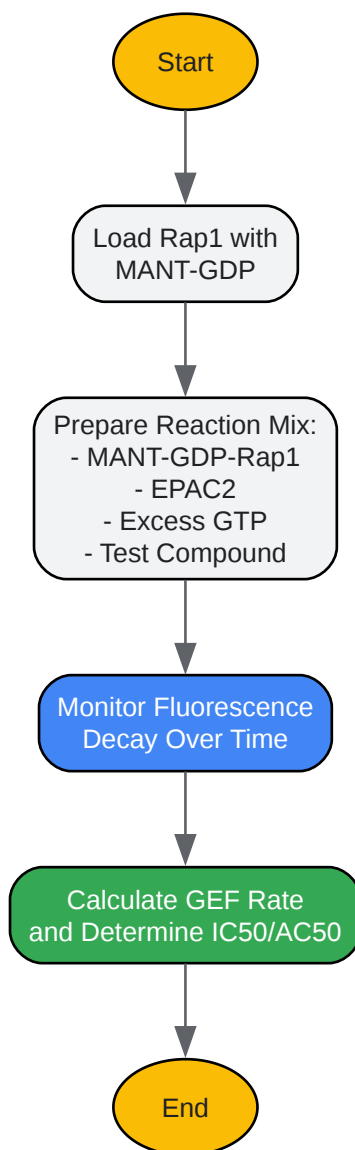 Start
Load Rap1 with
MANT-GDP
Prepare Reaction Mix:
- MANT-GDP-Rap1
- EPAC2
- Excess GTP
- Test Compound
Monitor Fluorescence
Decay Over Time
Calculate GEF Rate
and Determine IC50/AC50
End